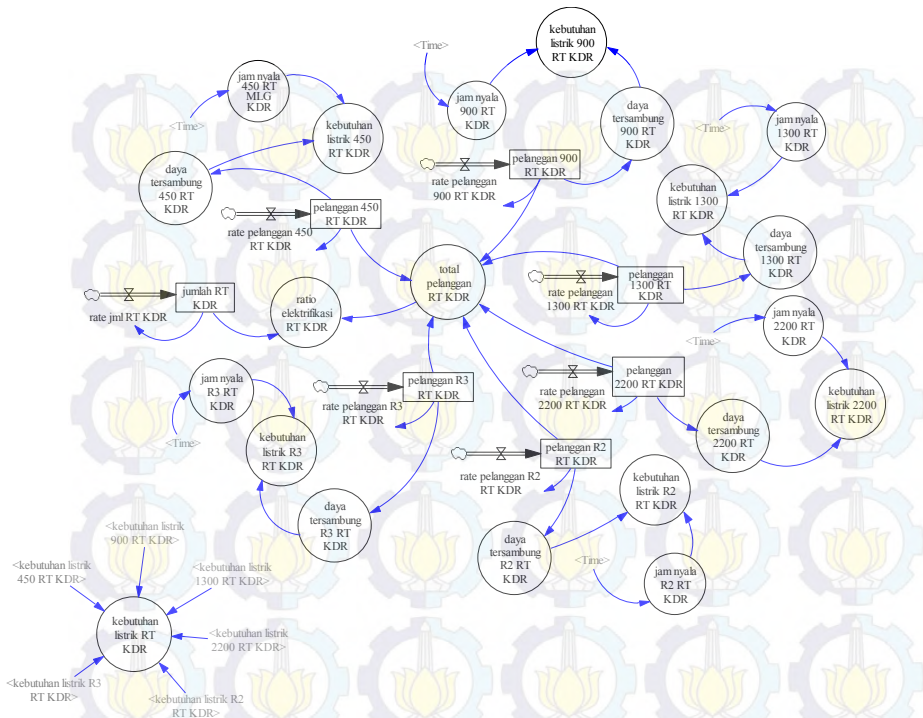 kebutuhan
listrik 900
RT KDR
<Time>
jam nyala
450 RT
MLG
KDR
<Time>
kebutuhan
listrik 450
RT KDR
daya
tersambung
450 RT
KDR
jam nyala
900 RT
KDR
daya
tersambung
900 RT
KDR
<Time>
jam nyala
1300 RT
KDR
pelanggan 900
RT KDR
rate pelanggan
900 RT KDR
kebutuhan
listrik 1300
RT KDR
pelanggan 450
RT KDR
rate pelanggan 450
RT KDR
daya
tersambung
1300 RT
KDR
total
pelanggan
RT KDR
pelanggan
1300 RT
KDR
rate pelanggan
1300 RT KDR
jumlah RT
KDR
rate jml RT KDR
ratio
elektrifikasi
RT KDR
jam nyala
2200 RT
KDR
<Time>
jam nyala
R3 RT
KDR
pelanggan R3
RT KDR
rate pelanggan R3
RT KDR
pelanggan
2200 RT KDR
rate pelanggan
2200 RT KDR
kebutuhan
listrik 2200
RT KDR
<Time>
kebutuhan
listrik R3
RT KDR
daya
tersambung
2200 RT
KDR
pelanggan R2
RT KDR
rate pelanggan R2
RT KDR
kebutuhan
listrik R2
RT KDR
daya
tersambung
R3 RT
KDR
daya
tersambung
R2 RT
KDR
<Time>
jam nyala
R2 RT
KDR
<kebutuhan listrik
900 RT KDR>
<kebutuhan listrik
450 RT KDR>
<kebutuhan listrik
1300 RT KDR>
kebutuhan
listrik RT
KDR
<kebutuhan listrik
2200 RT KDR>
<kebutuhan listrik R3
RT KDR>
<kebutuhan listrik R2
RT KDR>